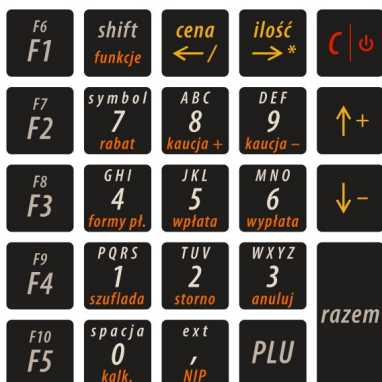 F6 shift cena ilość C
F1 funkcje ← / → *
F7 symbol ABC DEF ↑ +
F2 7 8 9
rabat kaucja + kaucja –
F8 GHI JKL MNO ↓ –
F3 4 5 6
formy pł. wpłata wypłata
F9 PQRS TUV WXYZ
F4 1 2 3
szuflada storno anuluj
razem
F10 spacja ext PLU
F5 0 ,
kalk. NIP